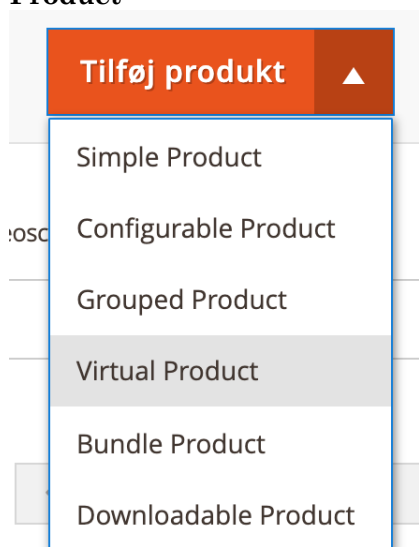 Product
Tilføj produkt
Simple Product
Configurable Product
Grouped Product
Virtual Product
Bundle Product
Downloadable Product